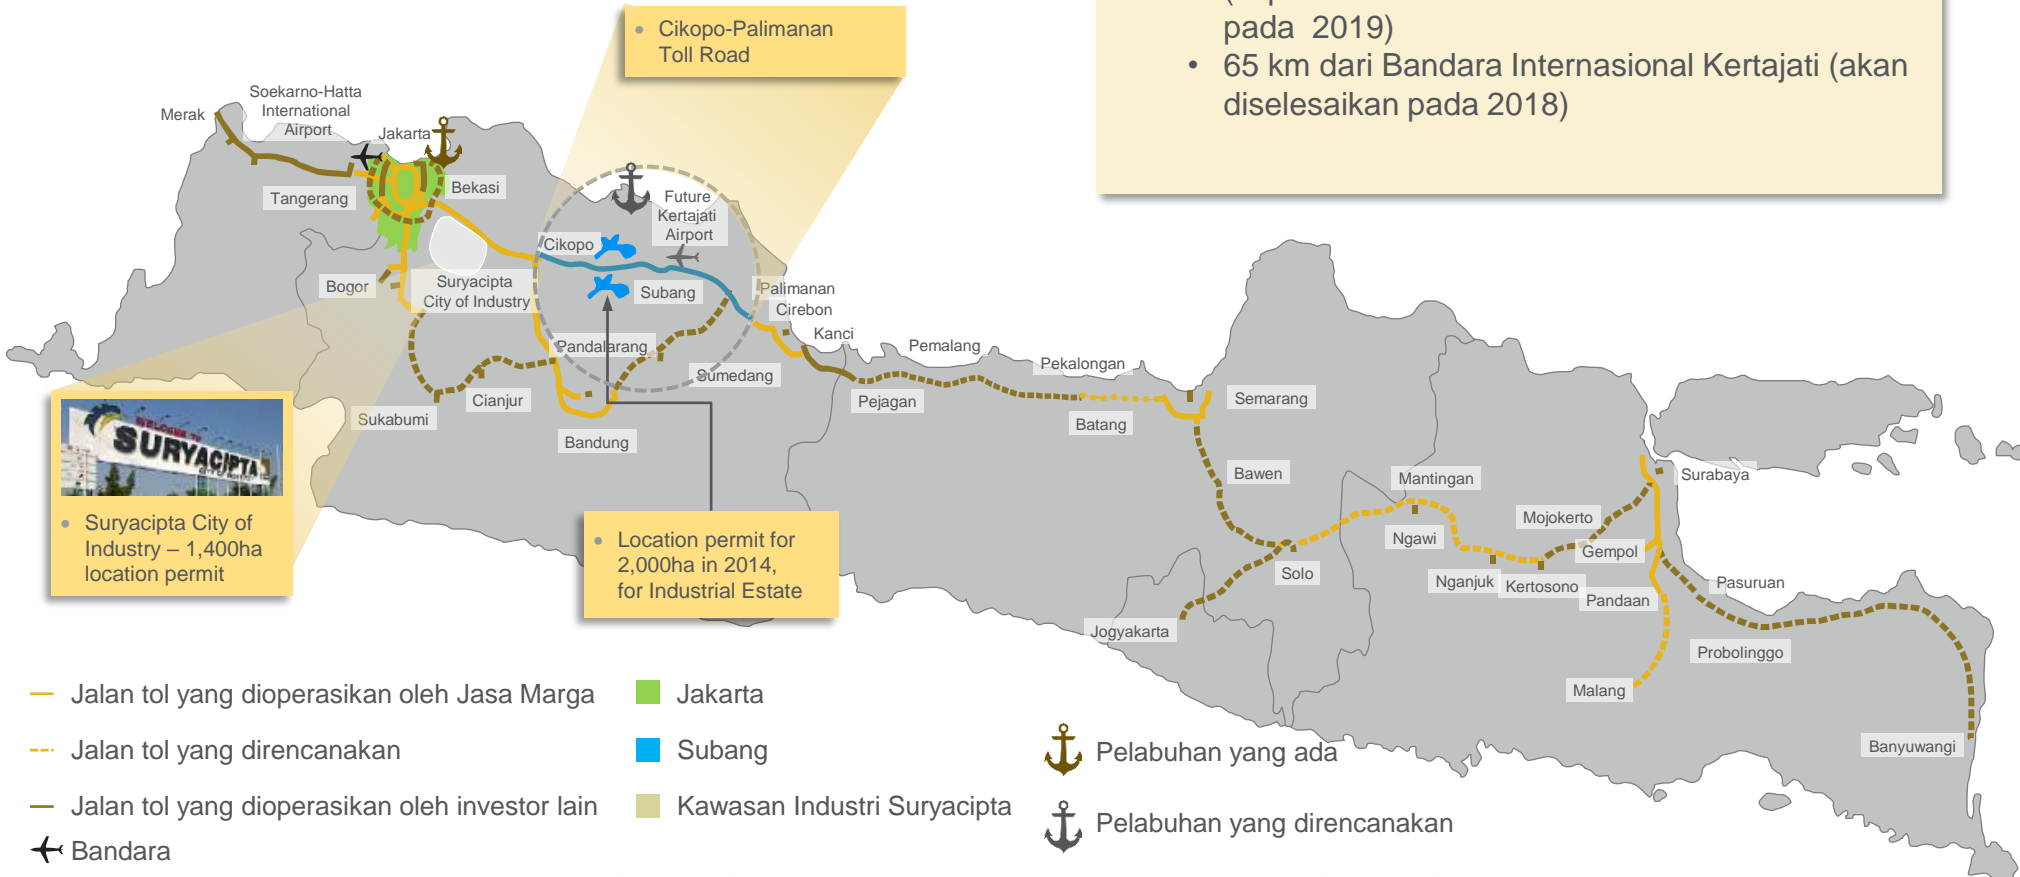 Cikopo-Palimanan
Toll Road
pada 2019)
• 65 km dari Bandara Internasional Kertajati (akan
diselesaikan pada 2018)
Merak
Soekarno-Hatta
International
Airport
Jakarta
Tangerang
Bekasi
Bogor
Suryacipta
City of Industry
Cikopo
Future
Kertajati
Airport
Subang
Palimanan
Cirebon
Kanci
Pandalarang
Sumedang
Cianjur
Sukabumi
Bandung
Pemalang
Pejagan
Pekalongan
Batang
Semarang
Bawen
Solo
Jogyakarta
Mantingan
Ngawi
Nganjuk
Kertosono
Mojokerto
Gempol
Pandaan
Surabaya
Pasuruan
Probolinggo
Malang
Banyuwangi
WELCOME TO
SURYACIPTA
• Suryacipta City of
Industry – 1,400ha
location permit
• Location permit for
2,000ha in 2014,
for Industrial Estate
Jalan tol yang dioperasikan oleh Jasa Marga
Jalan tol yang direncanakan
Jalan tol yang dioperasikan oleh investor lain
Bandara
Jakarta
Subang
Kawasan Industri Suryacipta
Pelabuhan yang ada
Pelabuhan yang direncanakan